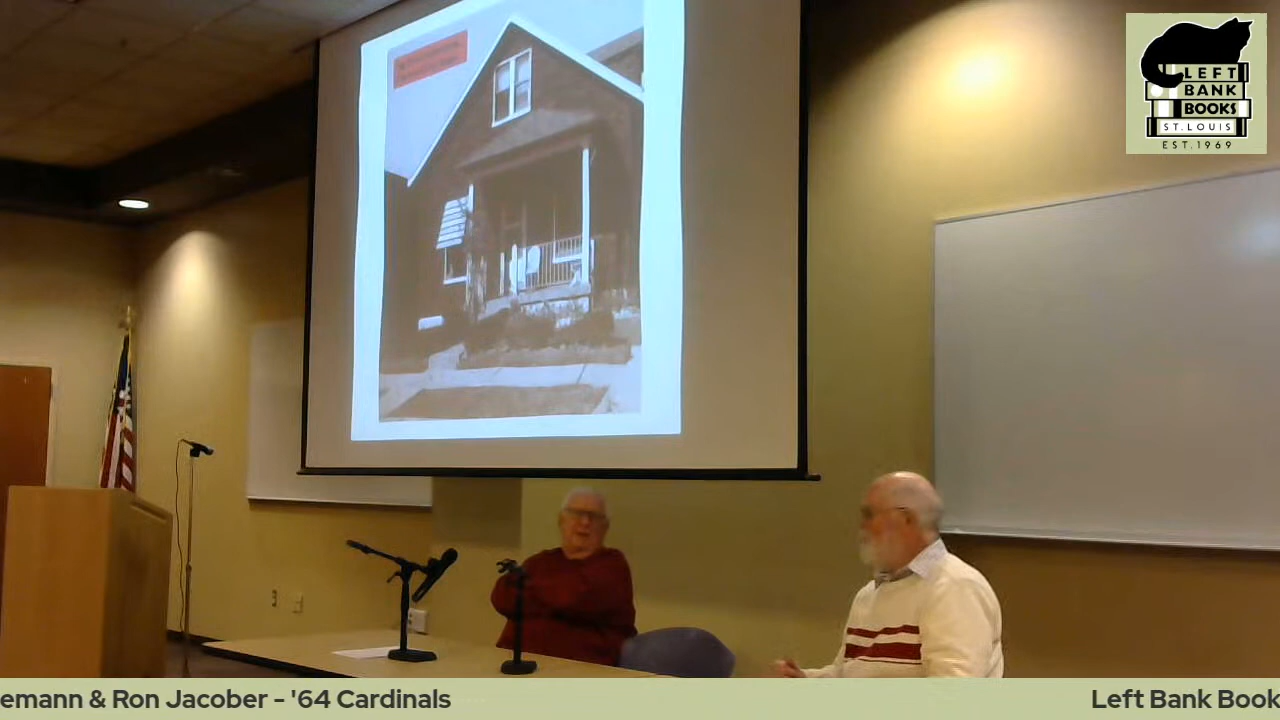 LEFT
BANK
BOOKS
ST. LOUIS
EST. 1969
emann & Ron Jacober - '64 Cardinals
Left Bank Book